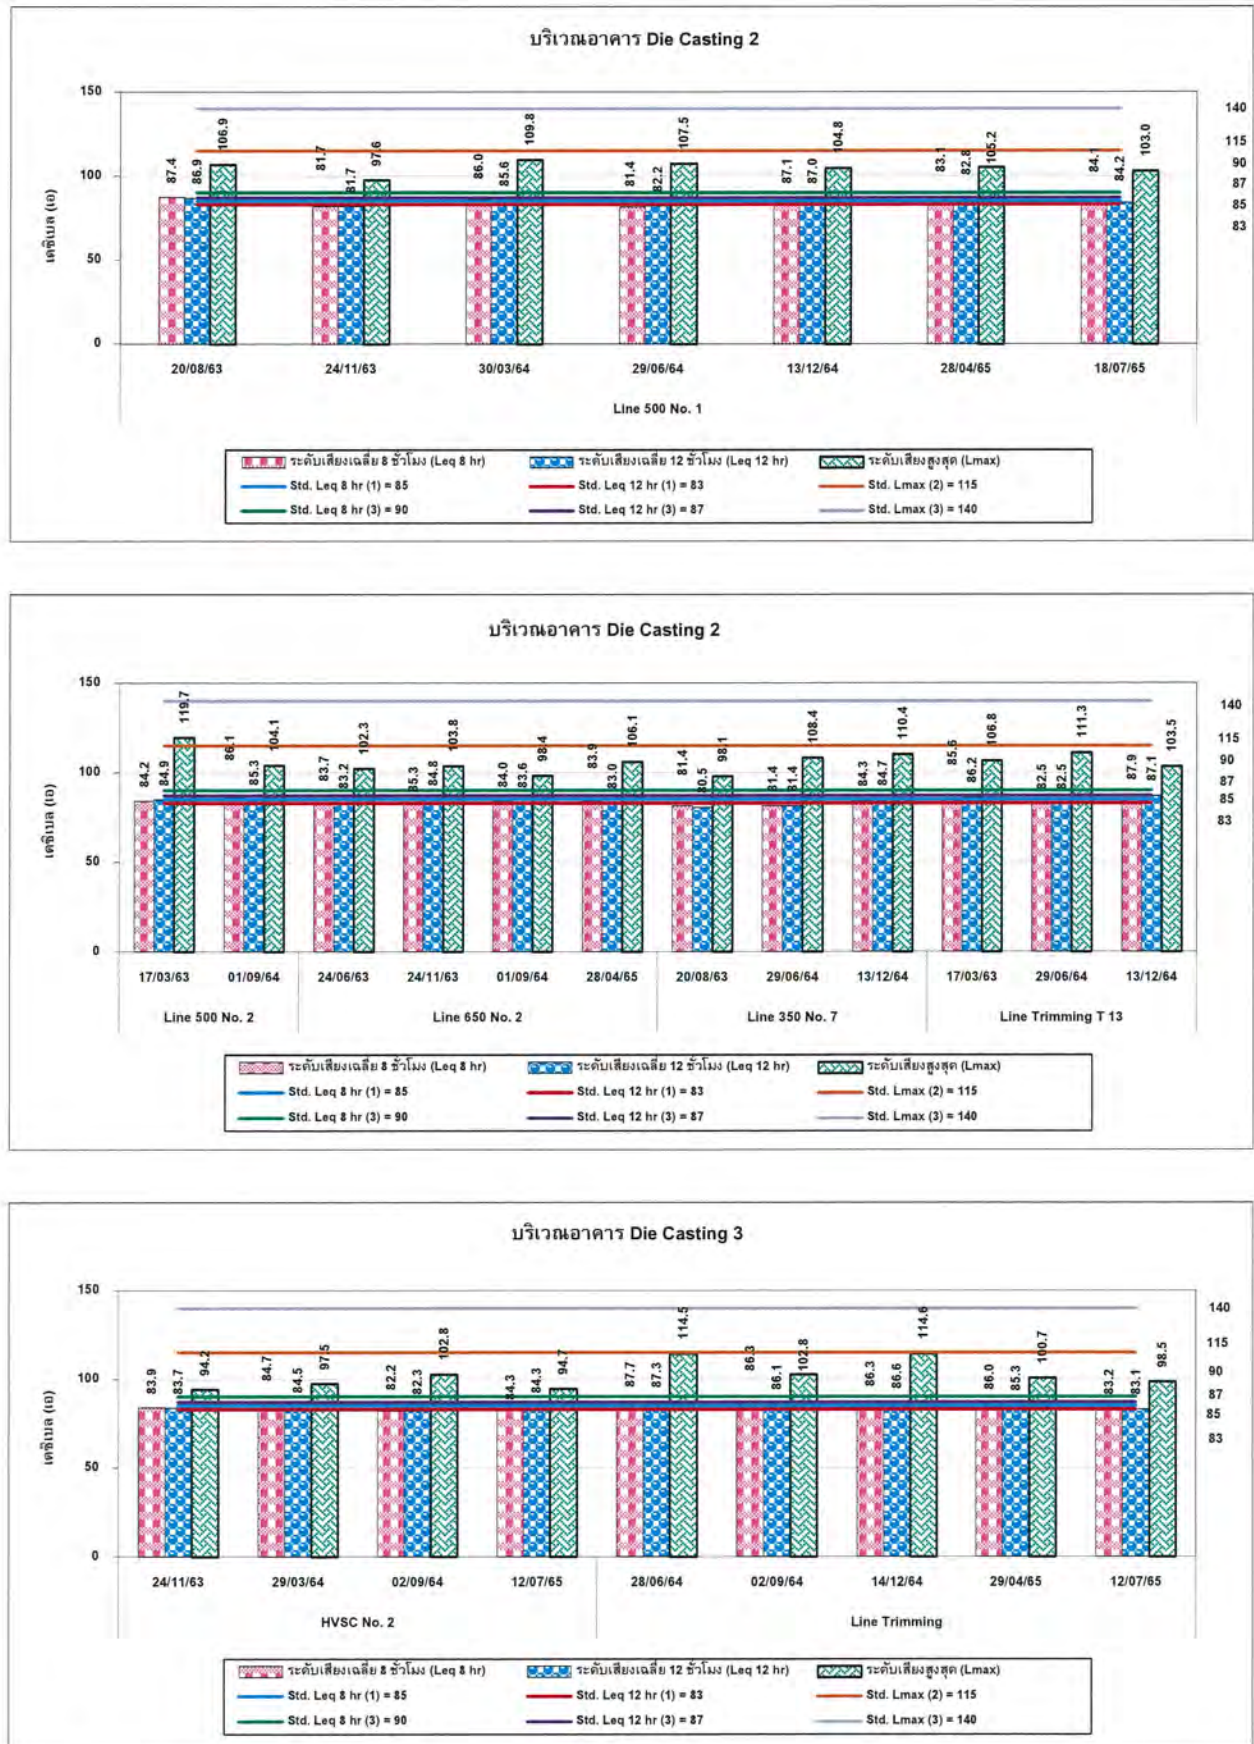 บริเวณอาคาร Die Casting 2
เดซิเบล (เอ)
150
100
50
0
87.4 86.9 106.9 81.7 81.7 97.6 86.0 85.6 109.8 81.4 82.2 107.5 87.1 87.0 104.8 83.1 82.8 105.2 84.1 84.2 103.0
140
115
90
87
85
83
20/08/63 24/11/63 30/03/64 29/06/64 13/12/64 28/04/65 18/07/65
Line 500 No. 1
ระดับเสียงเฉลี่ย 8 ชั่วโมง (Leq 8 hr) ระดับเสียงเฉลี่ย 12 ชั่วโมง (Leq 12 hr) ระดับเสียงสูงสุด (Lmax)
Std. Leq 8 hr (1) = 85 Std. Leq 12 hr (1) = 83 Std. Lmax (2) = 115
Std. Leq 8 hr (3) = 90 Std. Leq 12 hr (3) = 87 Std. Lmax (3) = 140
บริเวณอาคาร Die Casting 2
เดซิเบล (เอ)
150
100
50
0
84.2 84.9 119.7 86.1 85.3 104.1 83.7 83.2 102.3 85.3 84.8 103.8 84.0 83.6 98.4 83.9 83.0 106.1 81.4 80.5 98.1 81.4 81.4 108.4 84.3 84.7 110.4 85.6 86.2 106.8 82.5 82.5 111.3 87.9 87.1 103.5
140
115
90
87
85
83
17/03/63 01/09/64 24/06/63 24/11/63 01/09/64 28/04/65 20/08/63 29/06/64 13/12/64 17/03/63 29/06/64 13/12/64
Line 500 No. 2 Line 650 No. 2 Line 350 No. 7 Line Trimming T 13
ระดับเสียงเฉลี่ย 8 ชั่วโมง (Leq 8 hr) ระดับเสียงเฉลี่ย 12 ชั่วโมง (Leq 12 hr) ระดับเสียงสูงสุด (Lmax)
Std. Leq 8 hr (1) = 85 Std. Leq 12 hr (1) = 83 Std. Lmax (2) = 115
Std. Leq 8 hr (3) = 90 Std. Leq 12 hr (3) = 87 Std. Lmax (3) = 140
บริเวณอาคาร Die Casting 3
เดซิเบล (เอ)
150
100
50
0
83.9 83.7 94.2 84.7 84.5 97.5 82.2 82.3 102.8 84.3 84.3 94.7 87.7 87.3 114.5 86.3 86.1 102.8 86.3 86.6 114.6 86.0 85.3 100.7 83.2 83.1 98.5
140
115
90
87
85
83
24/11/63 29/03/64 02/09/64 12/07/65 28/06/64 02/09/64 14/12/64 29/04/65 12/07/65
HVSC No. 2 Line Trimming
ระดับเสียงเฉลี่ย 8 ชั่วโมง (Leq 8 hr) ระดับเสียงเฉลี่ย 12 ชั่วโมง (Leq 12 hr) ระดับเสียงสูงสุด (Lmax)
Std. Leq 8 hr (1) = 85 Std. Leq 12 hr (1) = 83 Std. Lmax (2) = 115
Std. Leq 8 hr (3) = 90 Std. Leq 12 hr (3) = 87 Std. Lmax (3) = 140